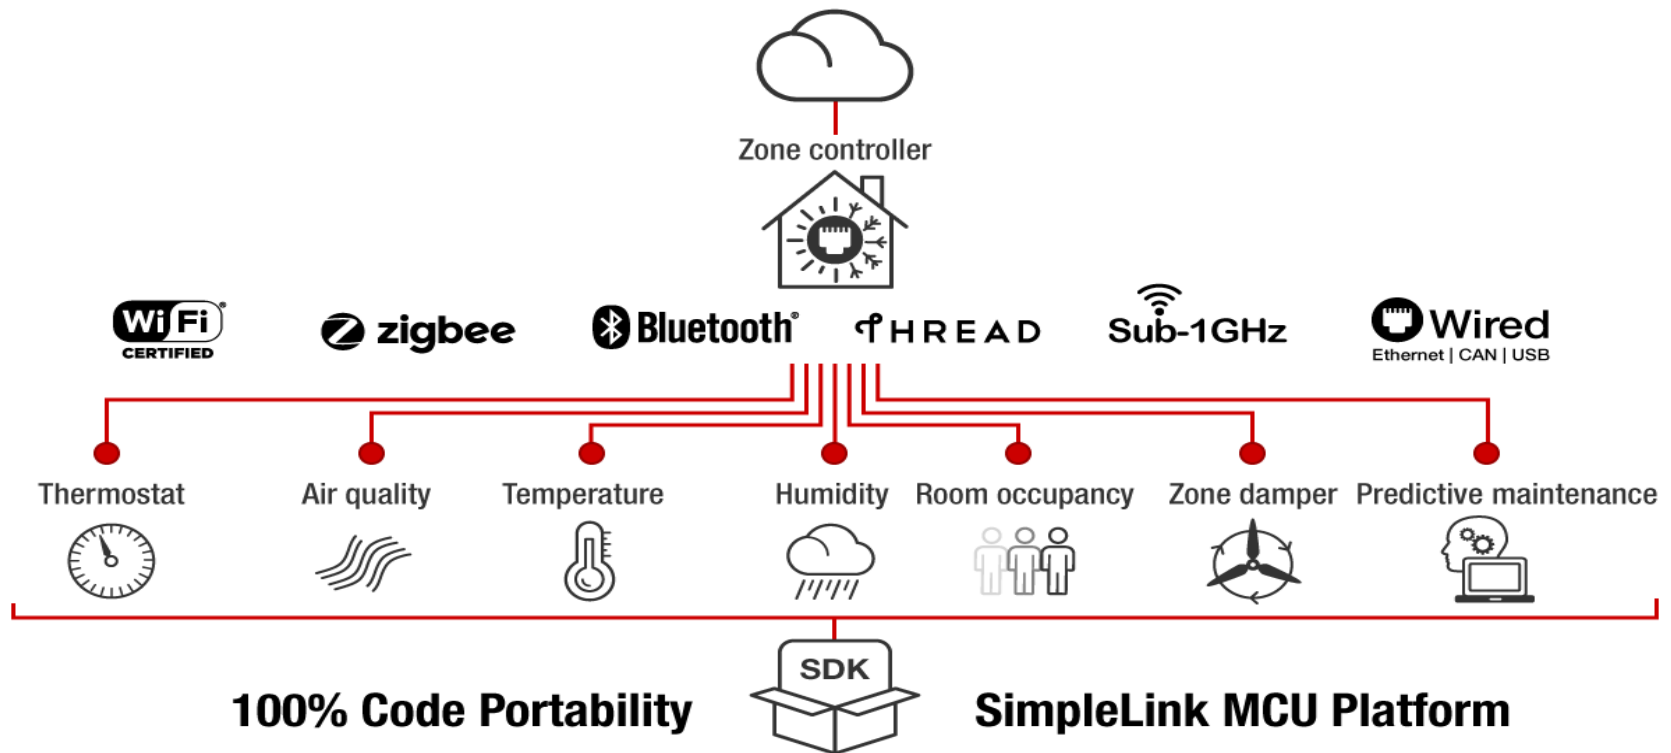 Zone controller
Wi Fi®
CERTIFIED
zigbee
Bluetooth®
THREAD
Sub-1GHz
Wired
Ethernet | CAN | USB
Thermostat
Air quality
Temperature
Humidity
Room occupancy
Zone damper
Predictive maintenance
SDK
100% Code Portability
SimpleLink MCU Platform